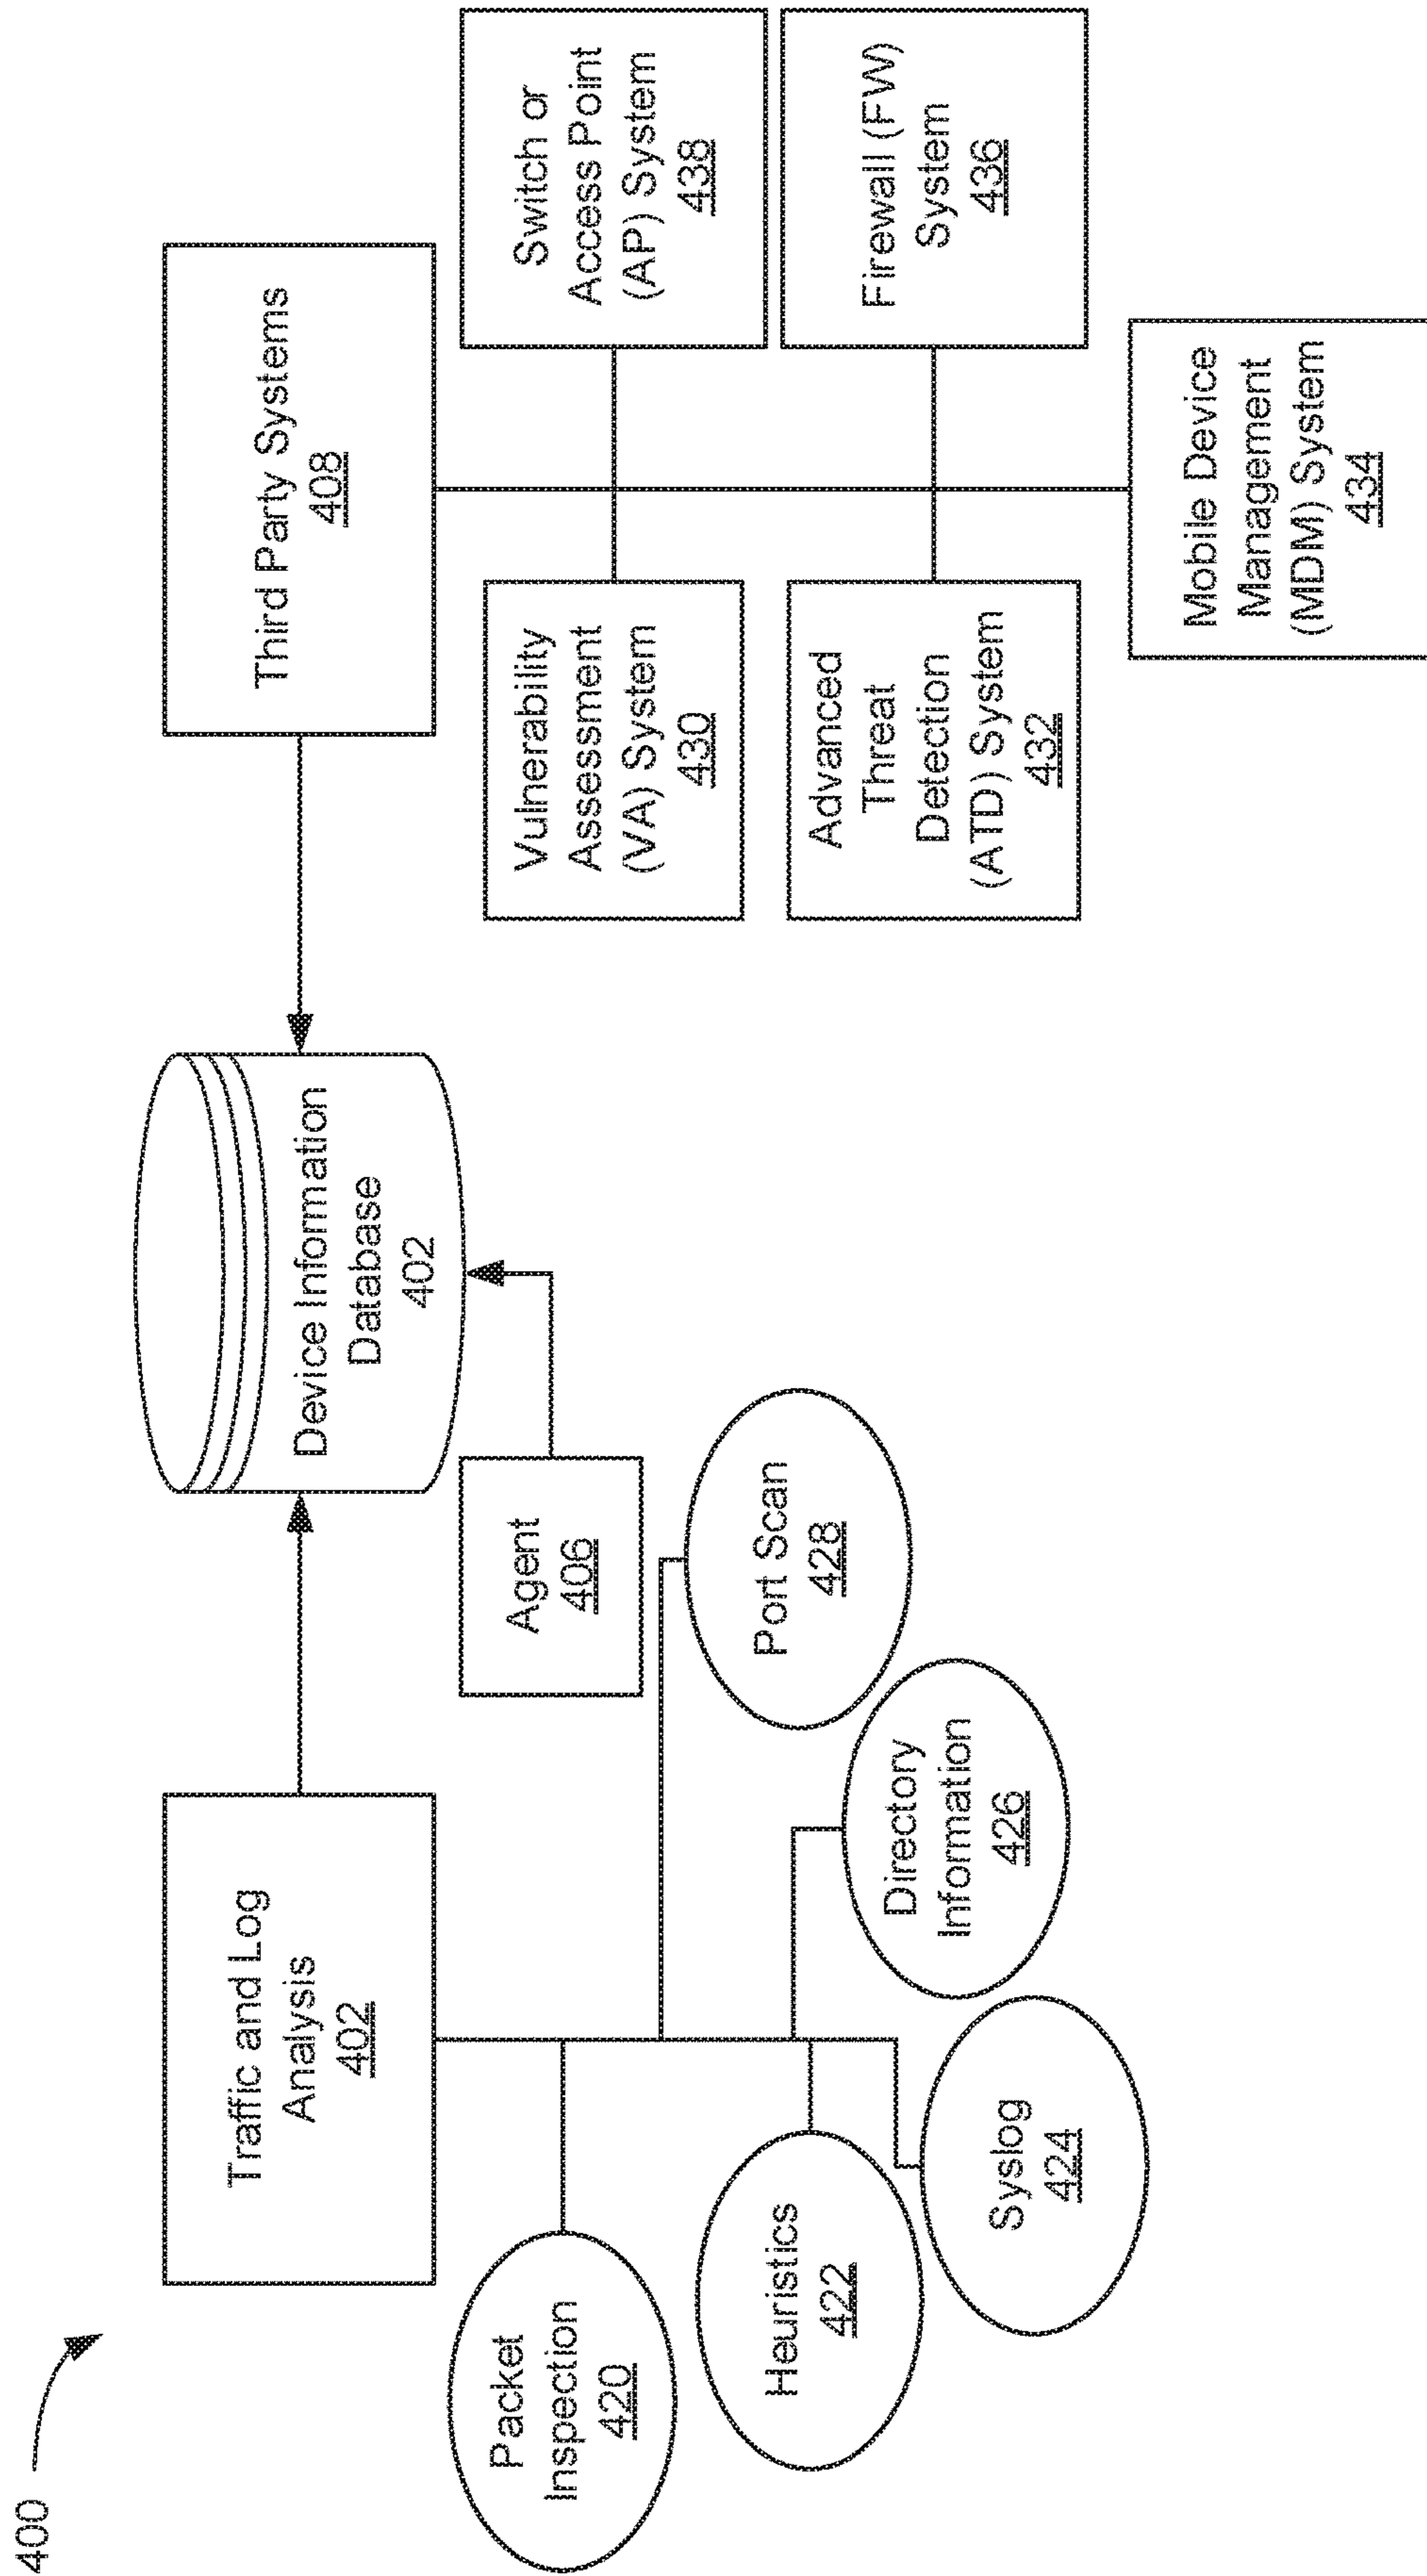 400
Traffic and Log
Analysis
402
Device Information
Database
402
Third Party Systems
408
Agent
406
Packet
Inspection
420
Heuristics
422
Syslog
424
Directory
Information
426
Port Scan
428
Vulnerability
Assessment
(VA) System
430
Switch or
Access Point
(AP) System
438
Advanced
Threat
Detection
(ATD) System
432
Firewall (FW)
System
436
Mobile Device
Management
(MDM) System
434